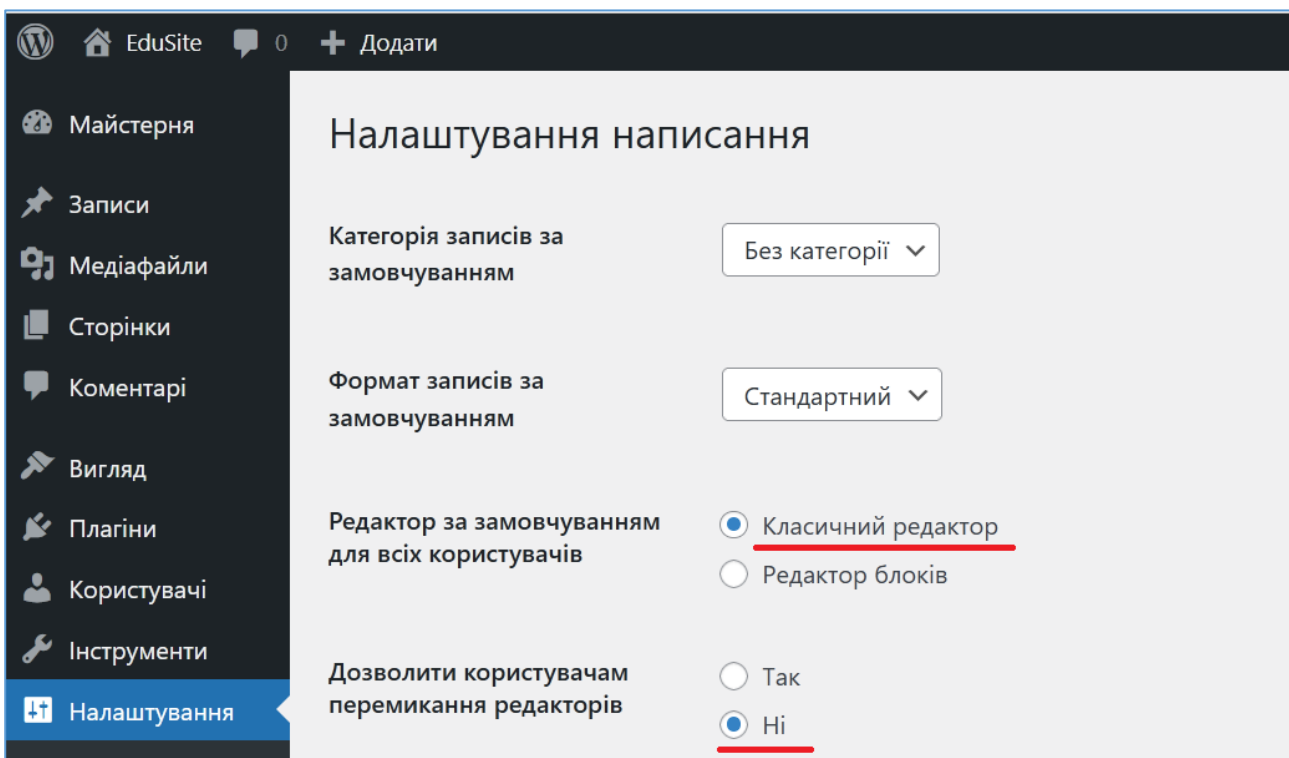 EduSite 0 Додати
Майстерня
Записи
Медіафайли
Сторінки
Коментарі
Вигляд
Плагіни
Користувачі
Інструменти
Налаштування
Налаштування написання
Категорія записів за
замовчуванням
Без категорії
Формат записів за
замовчуванням
Стандартний
Редактор за замовчуванням
для всіх користувачів
Класичний редактор
Редактор блоків
Дозволити користувачам
перемикання редакторів
Так
Ні